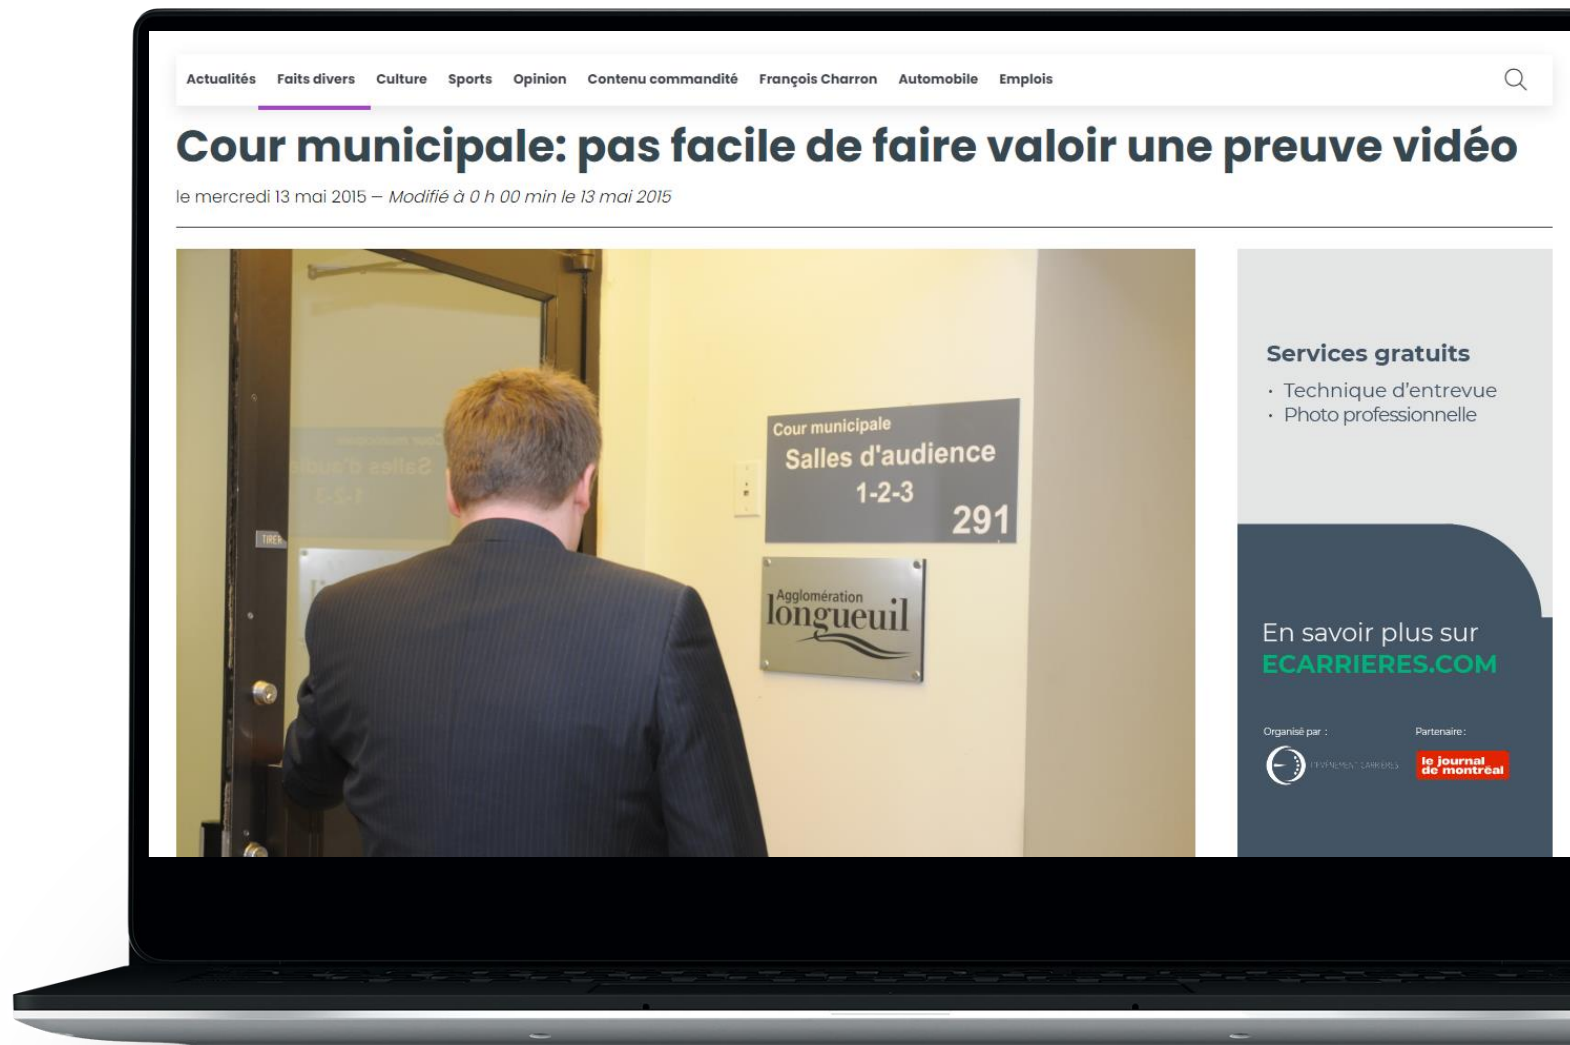 Actualités Faits divers Culture Sports Opinion Contenu commandité François Charron Automobile Emplois
Cour municipale: pas facile de faire valoir une preuve vidéo
le mercredi 13 mai 2015 – Modifié à 0 h 00 min le 13 mai 2015
TIRER
Cour municipale
Salles d'audience
1-2-3
291
Agglomération
longueuil
Services gratuits
· Technique d'entrevue
· Photo professionnelle
En savoir plus sur
ECARRIERES.COM
Organisé par :
L'ÉVÉNEMENT CARRIÈRES
Partenaire :
le journal
de montréal